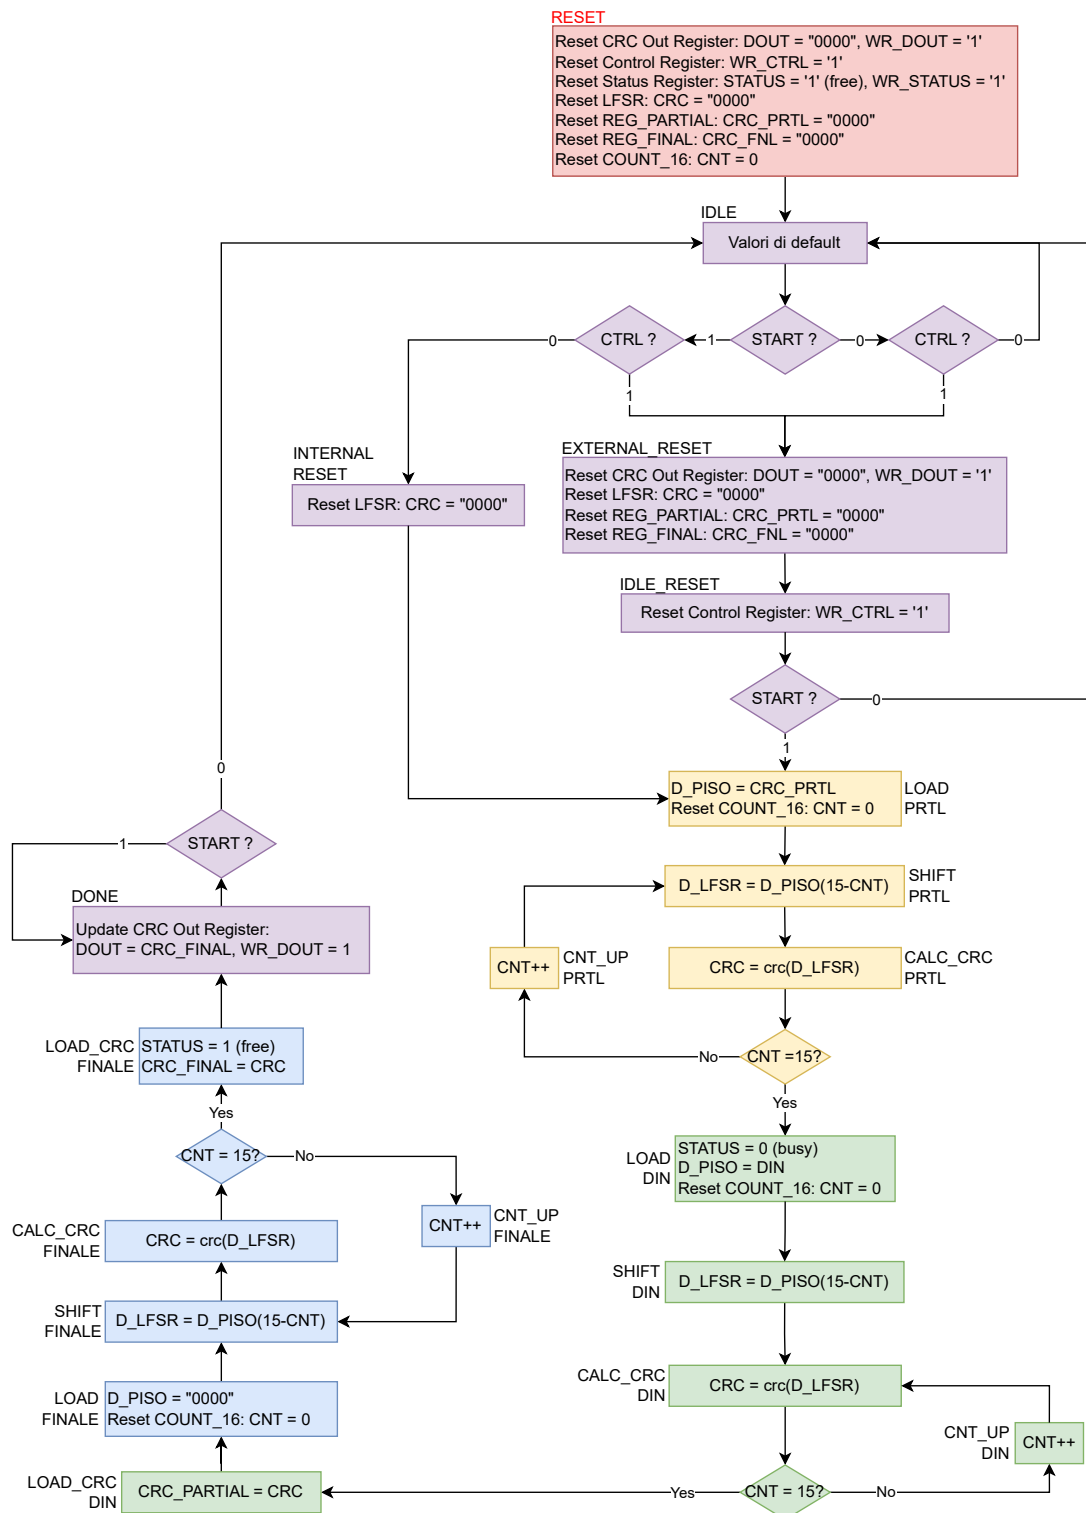 RESET
Reset CRC Out Register: DOUT = "0000", WR_DOUT = '1'
Reset Control Register: WR_CTRL = '1'
Reset Status Register: STATUS = '1' (free), WR_STATUS = '1'
Reset LFSR: CRC = "0000"
Reset REG_PARTIAL: CRC_PRTL = "0000"
Reset REG_FINAL: CRC_FNL = "0000"
Reset COUNT_16: CNT = 0
IDLE
Valori di default
0
CTRL ?
1
START ?
0
CTRL ?
0
1
1
INTERNAL
RESET
Reset LFSR: CRC = "0000"
EXTERNAL_RESET
Reset CRC Out Register: DOUT = "0000", WR_DOUT = '1'
Reset LFSR: CRC = "0000"
Reset REG_PARTIAL: CRC_PRTL = "0000"
Reset REG_FINAL: CRC_FNL = "0000"
IDLE_RESET
Reset Control Register: WR_CTRL = '1'
START ?
0
1
D_PISO = CRC_PRTL
Reset COUNT_16: CNT = 0
LOAD
PRTL
D_LFSR = D_PISO(15-CNT)
SHIFT
PRTL
CNT++
CNT_UP
PRTL
CRC = crc(D_LFSR)
CALC_CRC
PRTL
No
CNT =15?
Yes
LOAD
DIN
STATUS = 0 (busy)
D_PISO = DIN
Reset COUNT_16: CNT = 0
SHIFT
DIN
D_LFSR = D_PISO(15-CNT)
CALC_CRC
DIN
CRC = crc(D_LFSR)
CNT_UP
DIN
CNT++
CNT = 15?
No
Yes
LOAD_CRC
DIN
CRC_PARTIAL = CRC
LOAD
FINALE
D_PISO = "0000"
Reset COUNT_16: CNT = 0
SHIFT
FINALE
D_LFSR = D_PISO(15-CNT)
CALC_CRC
FINALE
CRC = crc(D_LFSR)
CNT++
CNT_UP
FINALE
CNT = 15?
No
Yes
LOAD_CRC
FINALE
STATUS = 1 (free)
CRC_FINAL = CRC
DONE
Update CRC Out Register:
DOUT = CRC_FINAL, WR_DOUT = 1
START ?
1
0